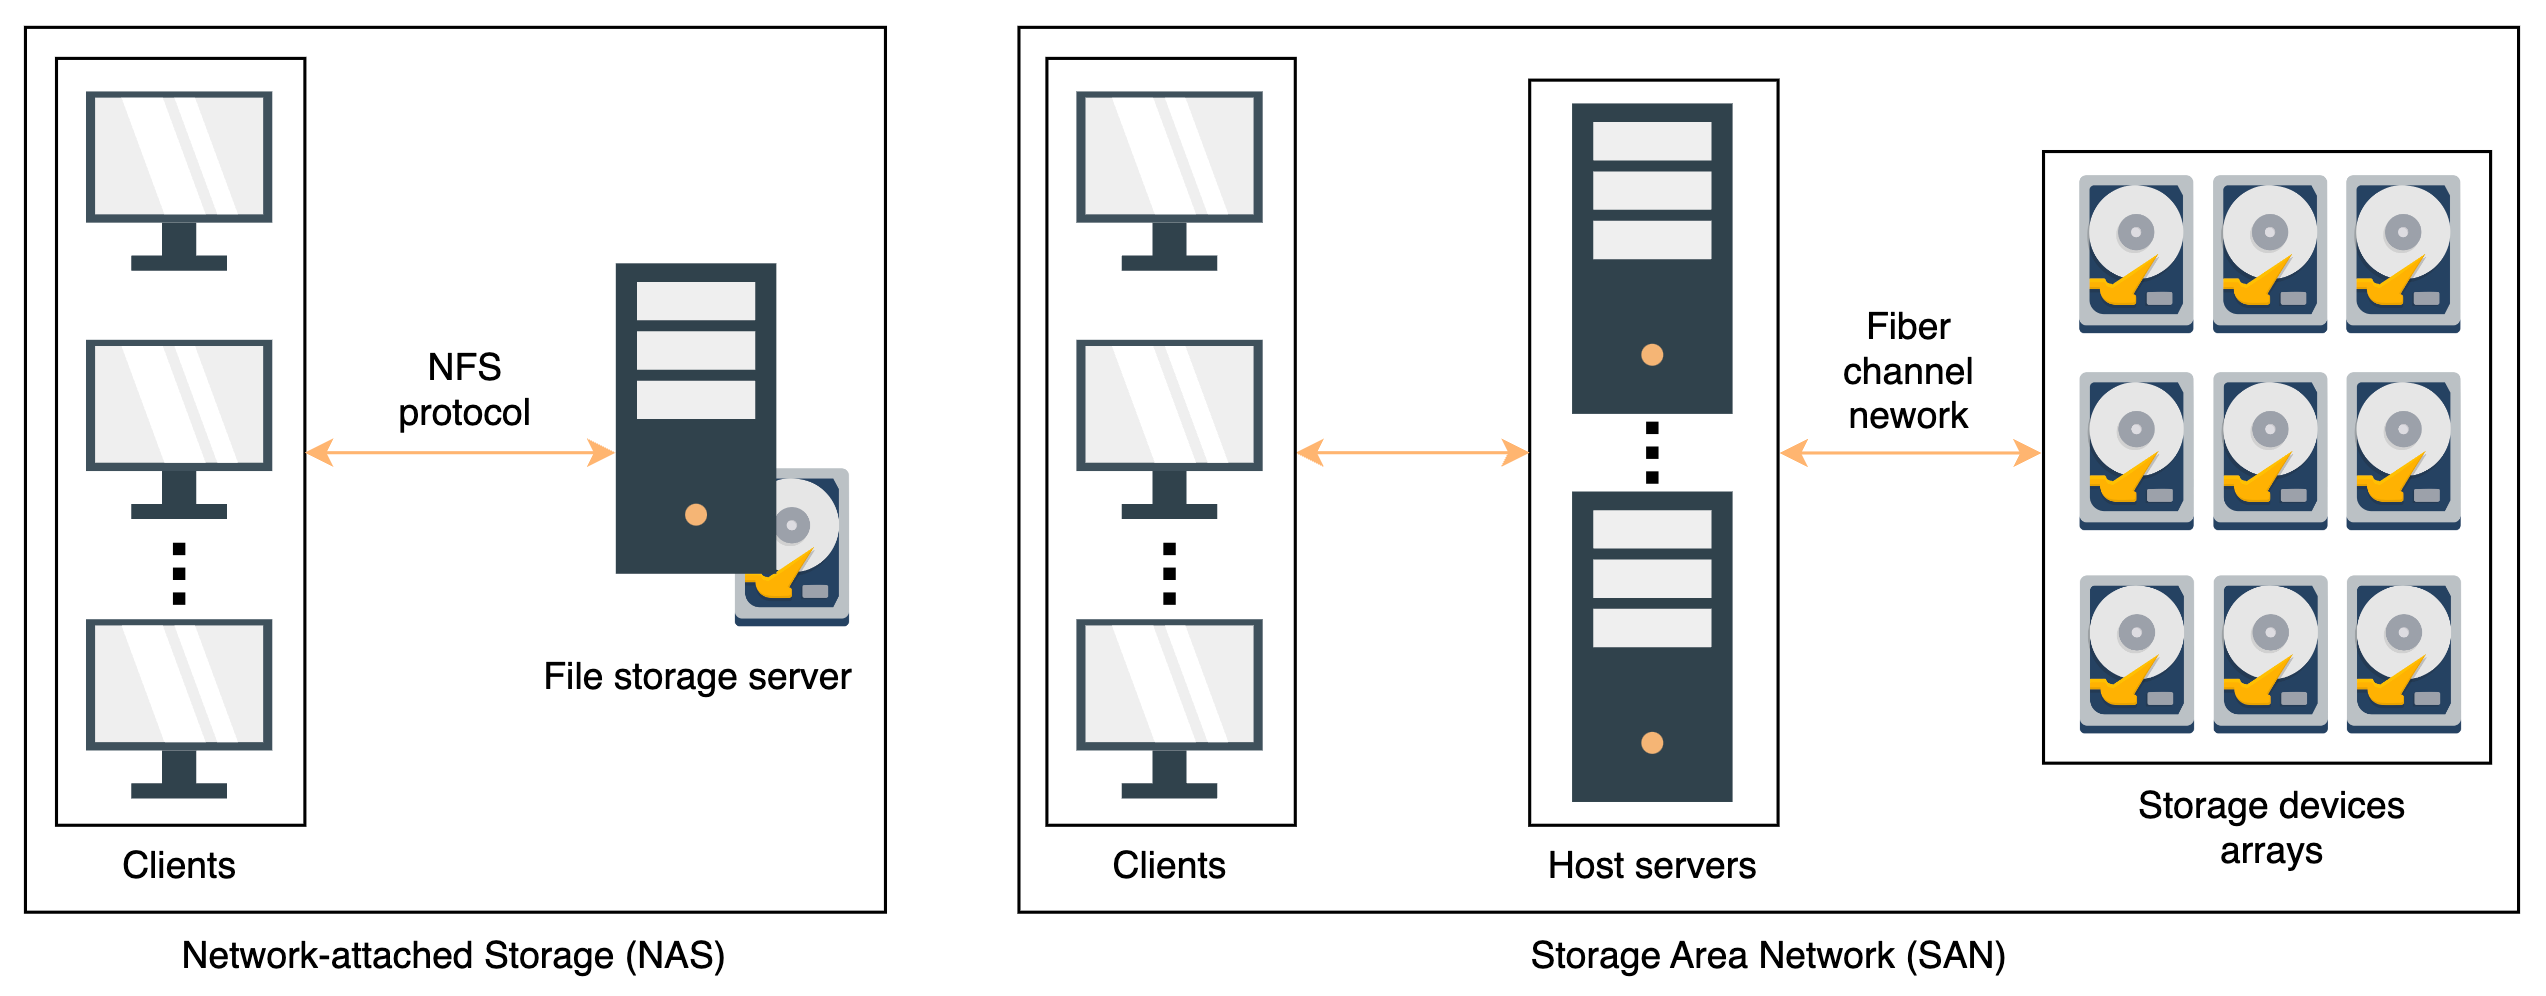 NFS
protocol
File storage server
Clients
Network-attached Storage (NAS)
Fiber
channel
nework
Clients
Host servers
Storage devices
arrays
Storage Area Network (SAN)